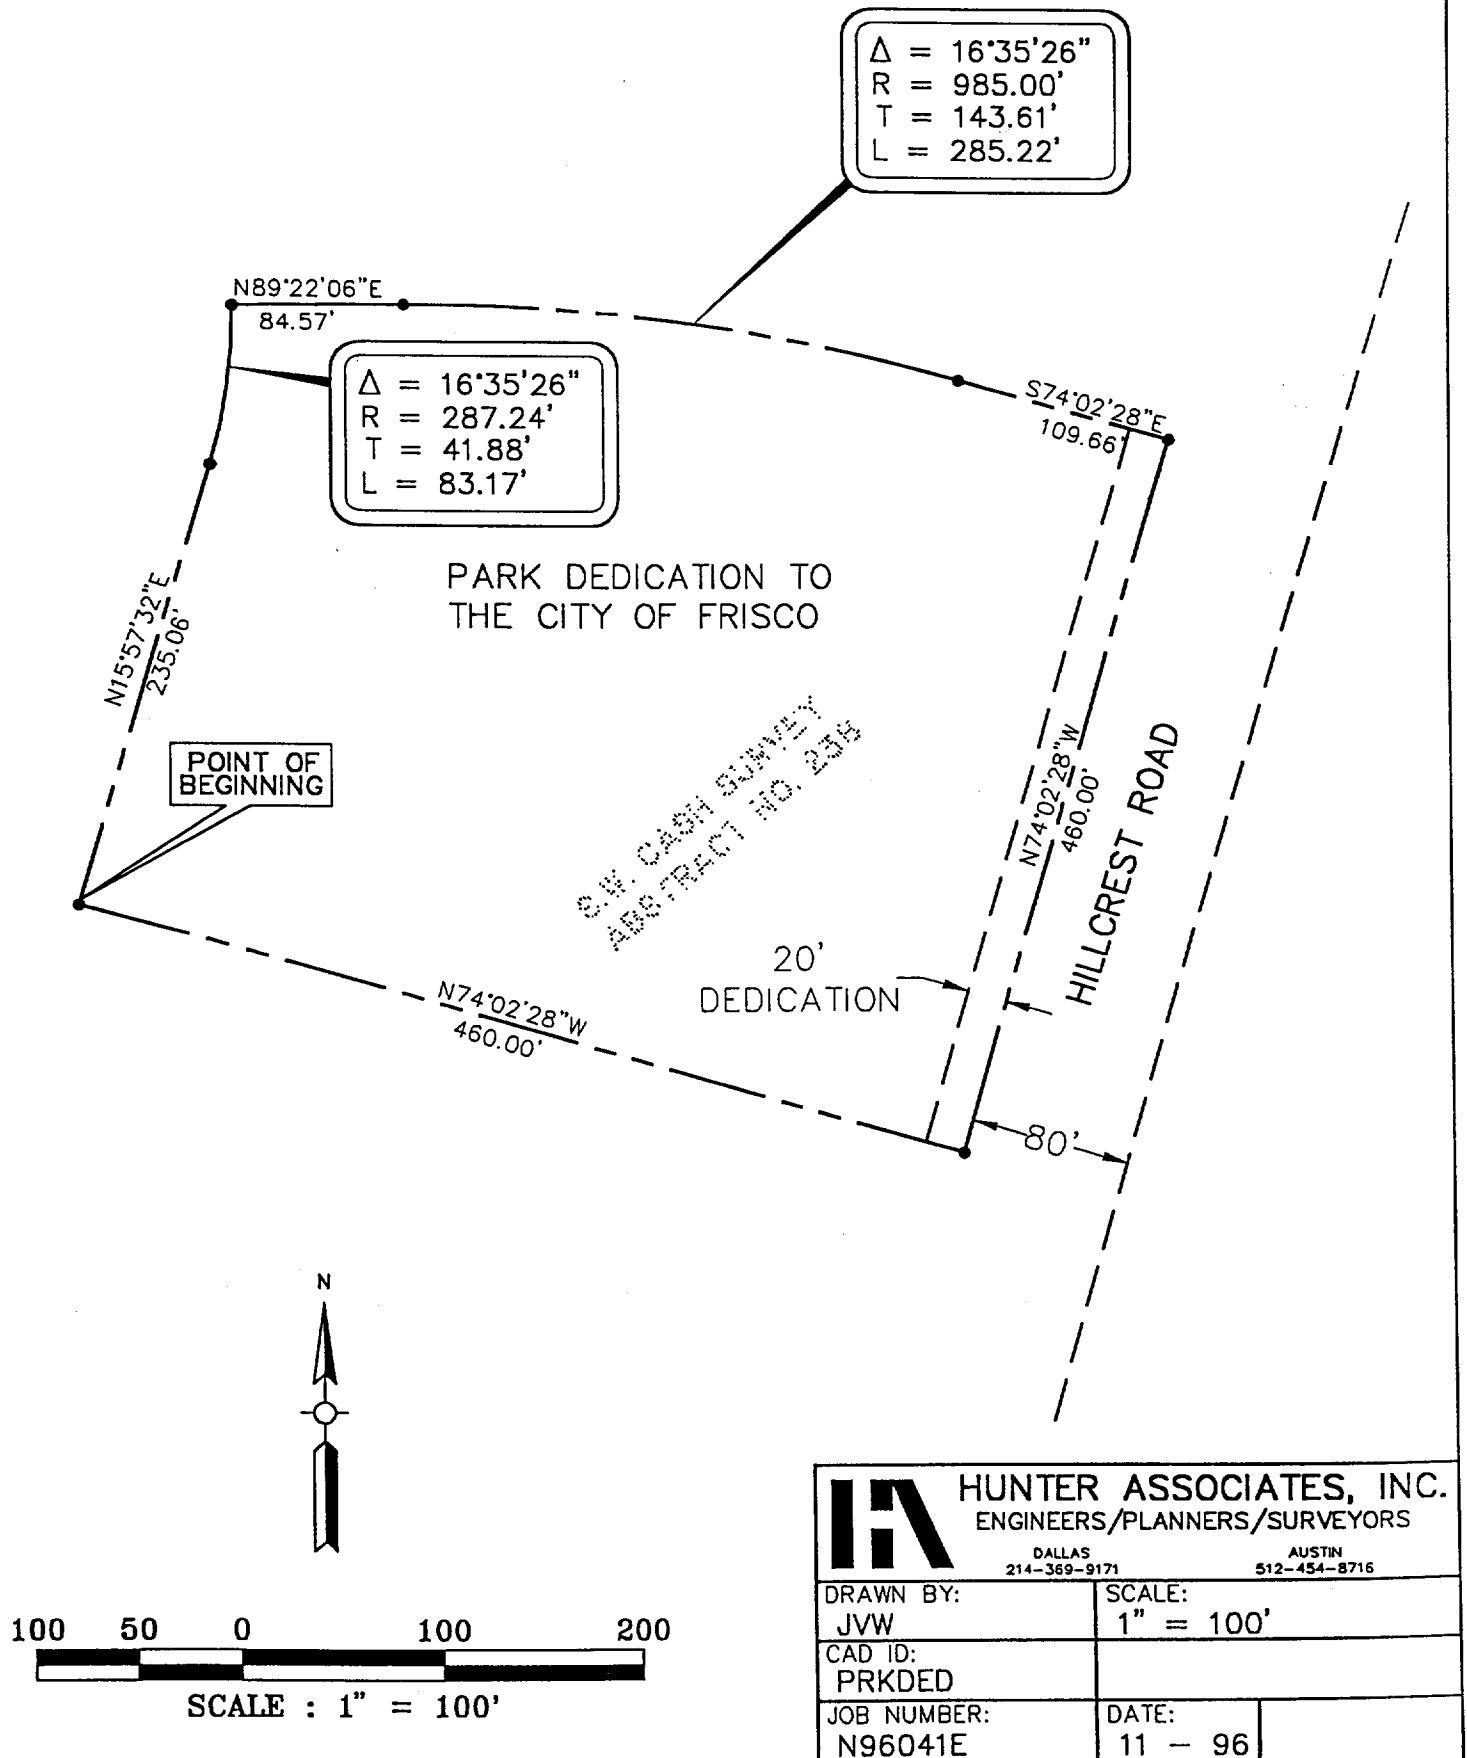 Δ = 16°35'26"
R = 985.00'
T = 143.61'
L = 285.22'
N89°22'06"E
84.57'
Δ = 16°35'26"
R = 287.24'
T = 41.88'
L = 83.17'
S74°02'28"E
109.66'
PARK DEDICATION TO
THE CITY OF FRISCO
N15°57'32"E
235.06'
POINT OF
BEGINNING
CASH SURVEY
ABSTRACT NO. 238
N74°02'28"W
460.00'
HILLCREST ROAD
20'
DEDICATION
N74°02'28"W
460.00'
80'
N
100 50 0 100 200
SCALE : 1" = 100'
HUNTER ASSOCIATES, INC.
ENGINEERS/PLANNERS/SURVEYORS
DALLAS AUSTIN
214-369-9171 512-454-8716
DRAWN BY: SCALE:
JVW 1" = 100'
CAD ID:
PRKDED
JOB NUMBER: DATE:
N96041E 11 - 96